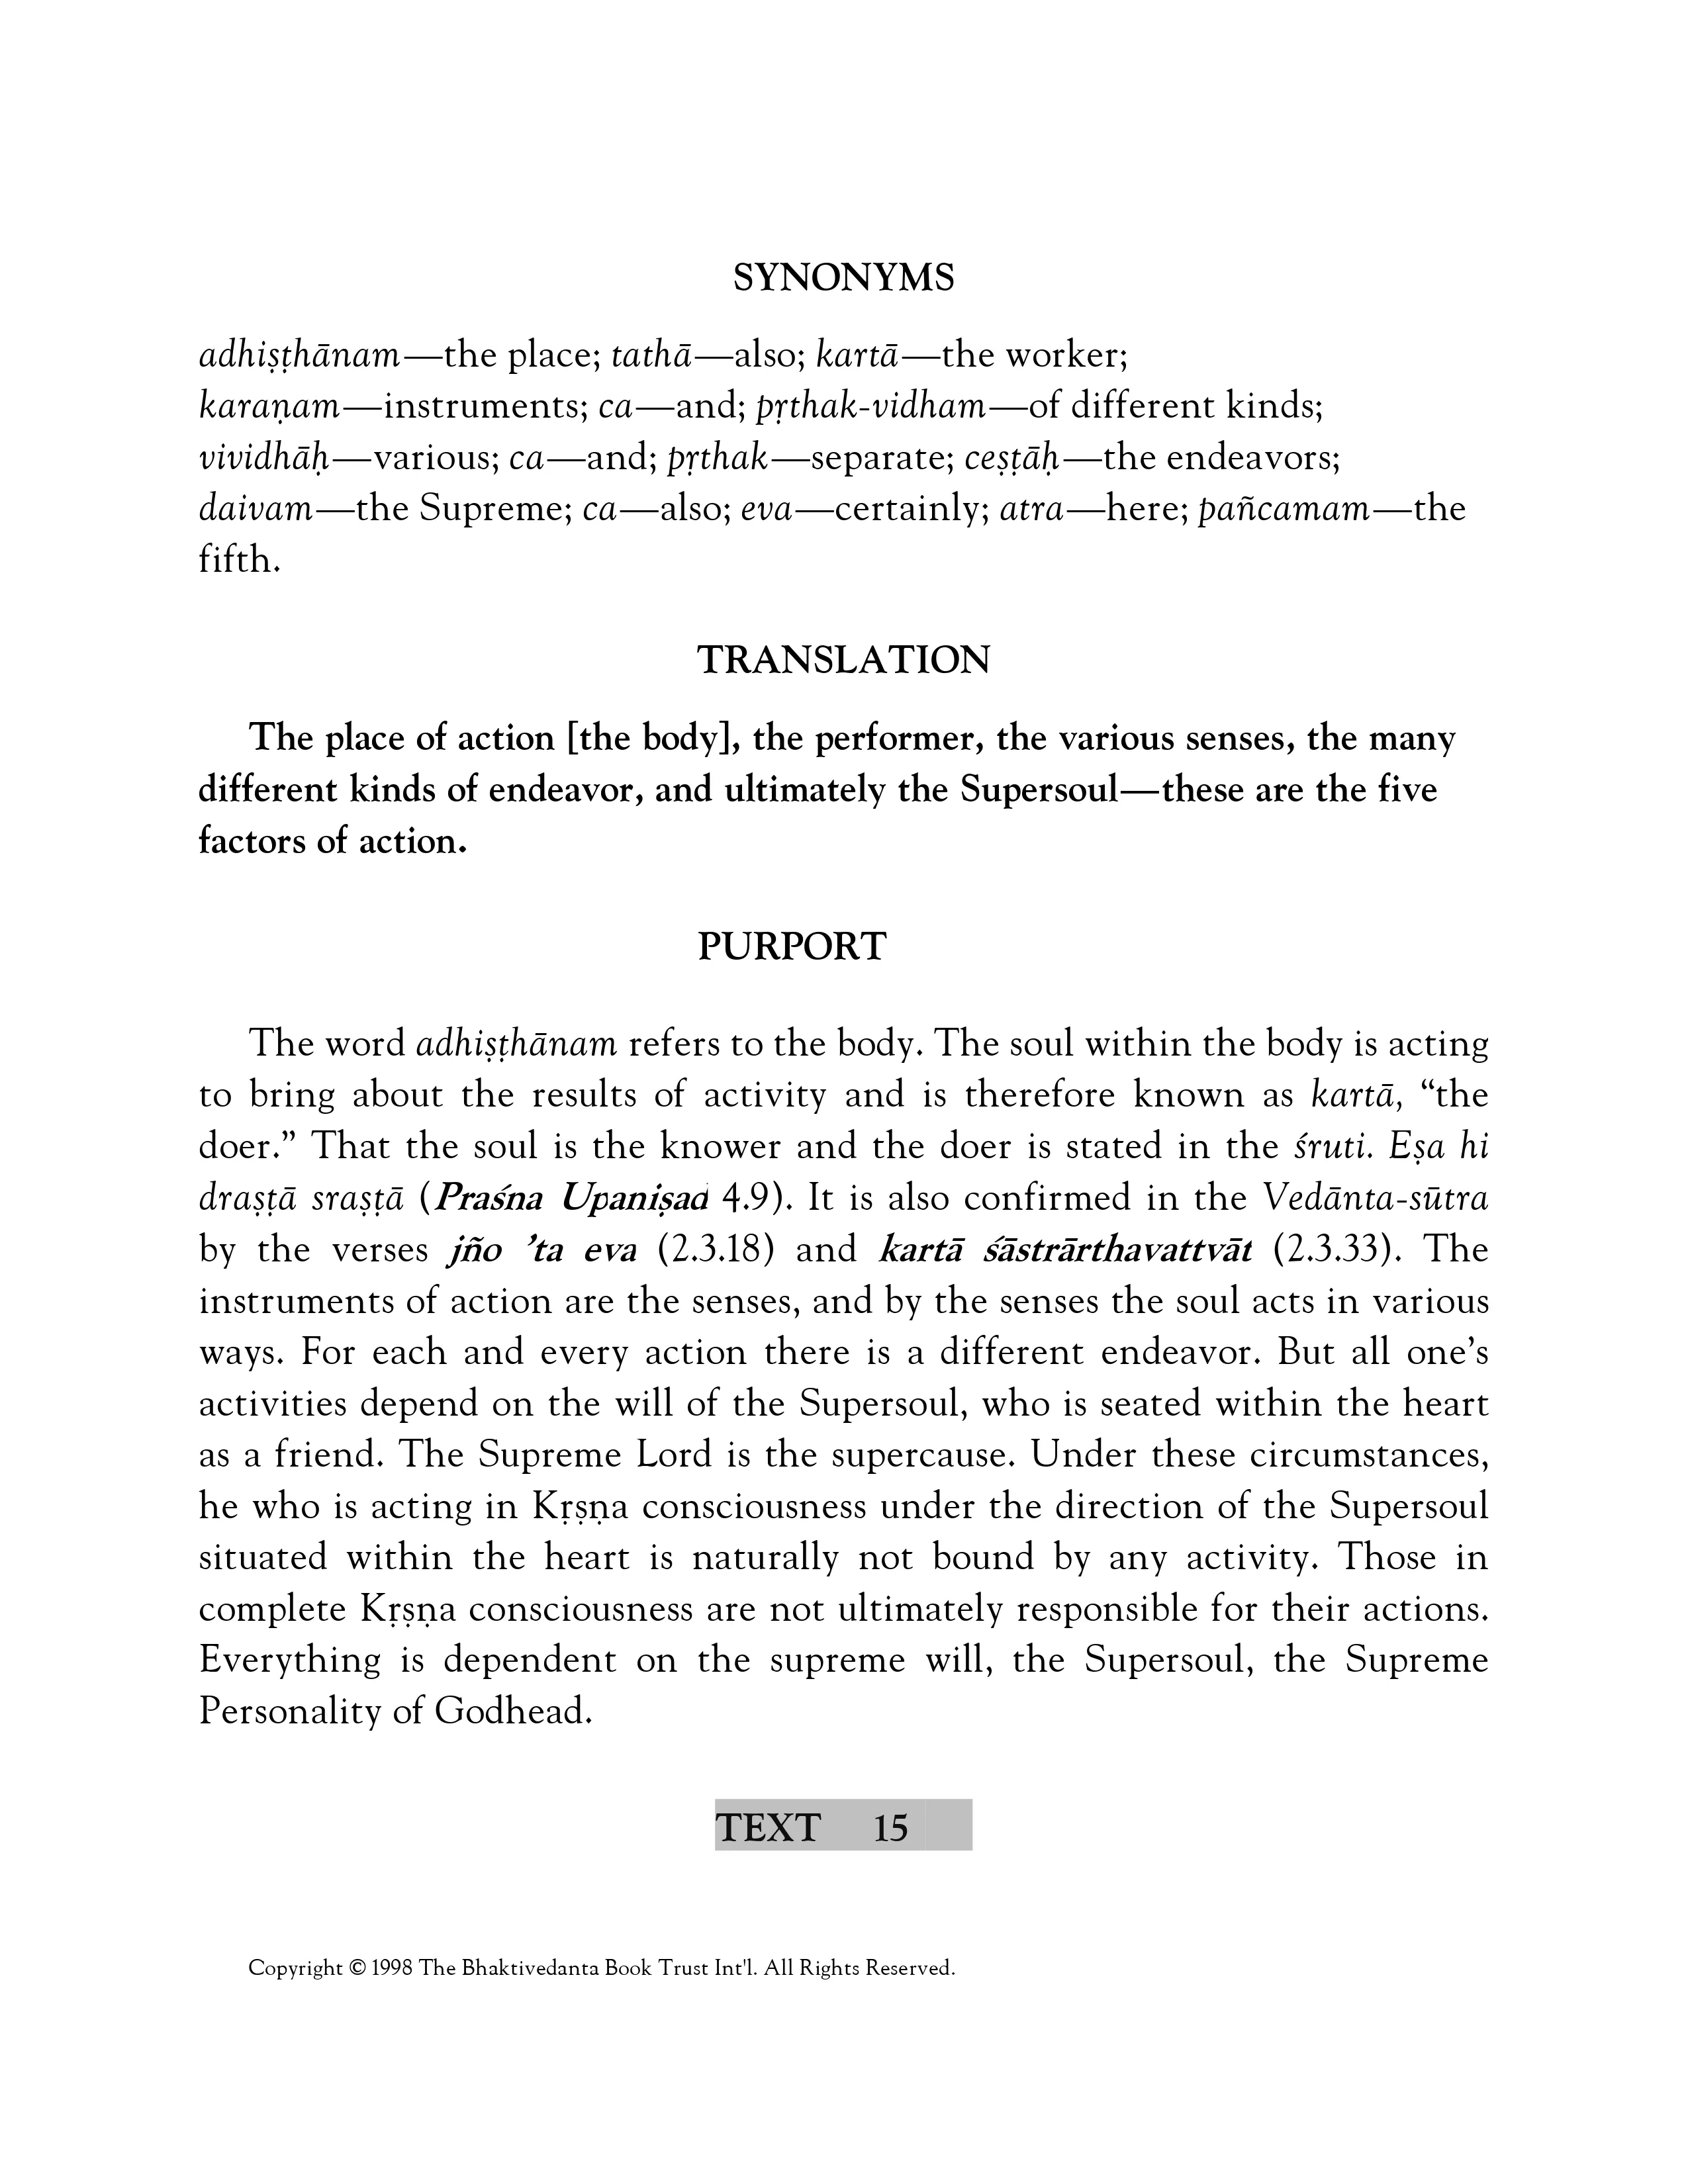 SYNONYMS
adhiṣṭhānam—the place; tathā—also; kartā—the worker;
karaṇam—instruments; ca—and; pṛthak-vidham—of different kinds;
vividhāḥ—various; ca—and; pṛthak—separate; ceṣṭāḥ—the endeavors;
daivam—the Supreme; ca—also; eva—certainly; atra—here; pañcamam—the
fifth.
TRANSLATION
The place of action [the body], the performer, the various senses, the many
different kinds of endeavor, and ultimately the Supersoul—these are the five
factors of action.
PURPORT
The word adhiṣṭhānam refers to the body. The soul within the body is acting
to bring about the results of activity and is therefore known as kartā, “the
doer.” That the soul is the knower and the doer is stated in the śruti. Eṣa hi
draṣṭā sraṣṭā (Praśna Upaniṣad 4.9). It is also confirmed in the Vedānta-sūtra
by the verses jño ’ta eva (2.3.18) and kartā śāstrārthavattvāt (2.3.33). The
instruments of action are the senses, and by the senses the soul acts in various
ways. For each and every action there is a different endeavor. But all one’s
activities depend on the will of the Supersoul, who is seated within the heart
as a friend. The Supreme Lord is the supercause. Under these circumstances,
he who is acting in Kṛṣṇa consciousness under the direction of the Supersoul
situated within the heart is naturally not bound by any activity. Those in
complete Kṛṣṇa consciousness are not ultimately responsible for their actions.
Everything is dependent on the supreme will, the Supersoul, the Supreme
Personality of Godhead.
TEXT 15
Copyright © 1998 The Bhaktivedanta Book Trust Int'l. All Rights Reserved.